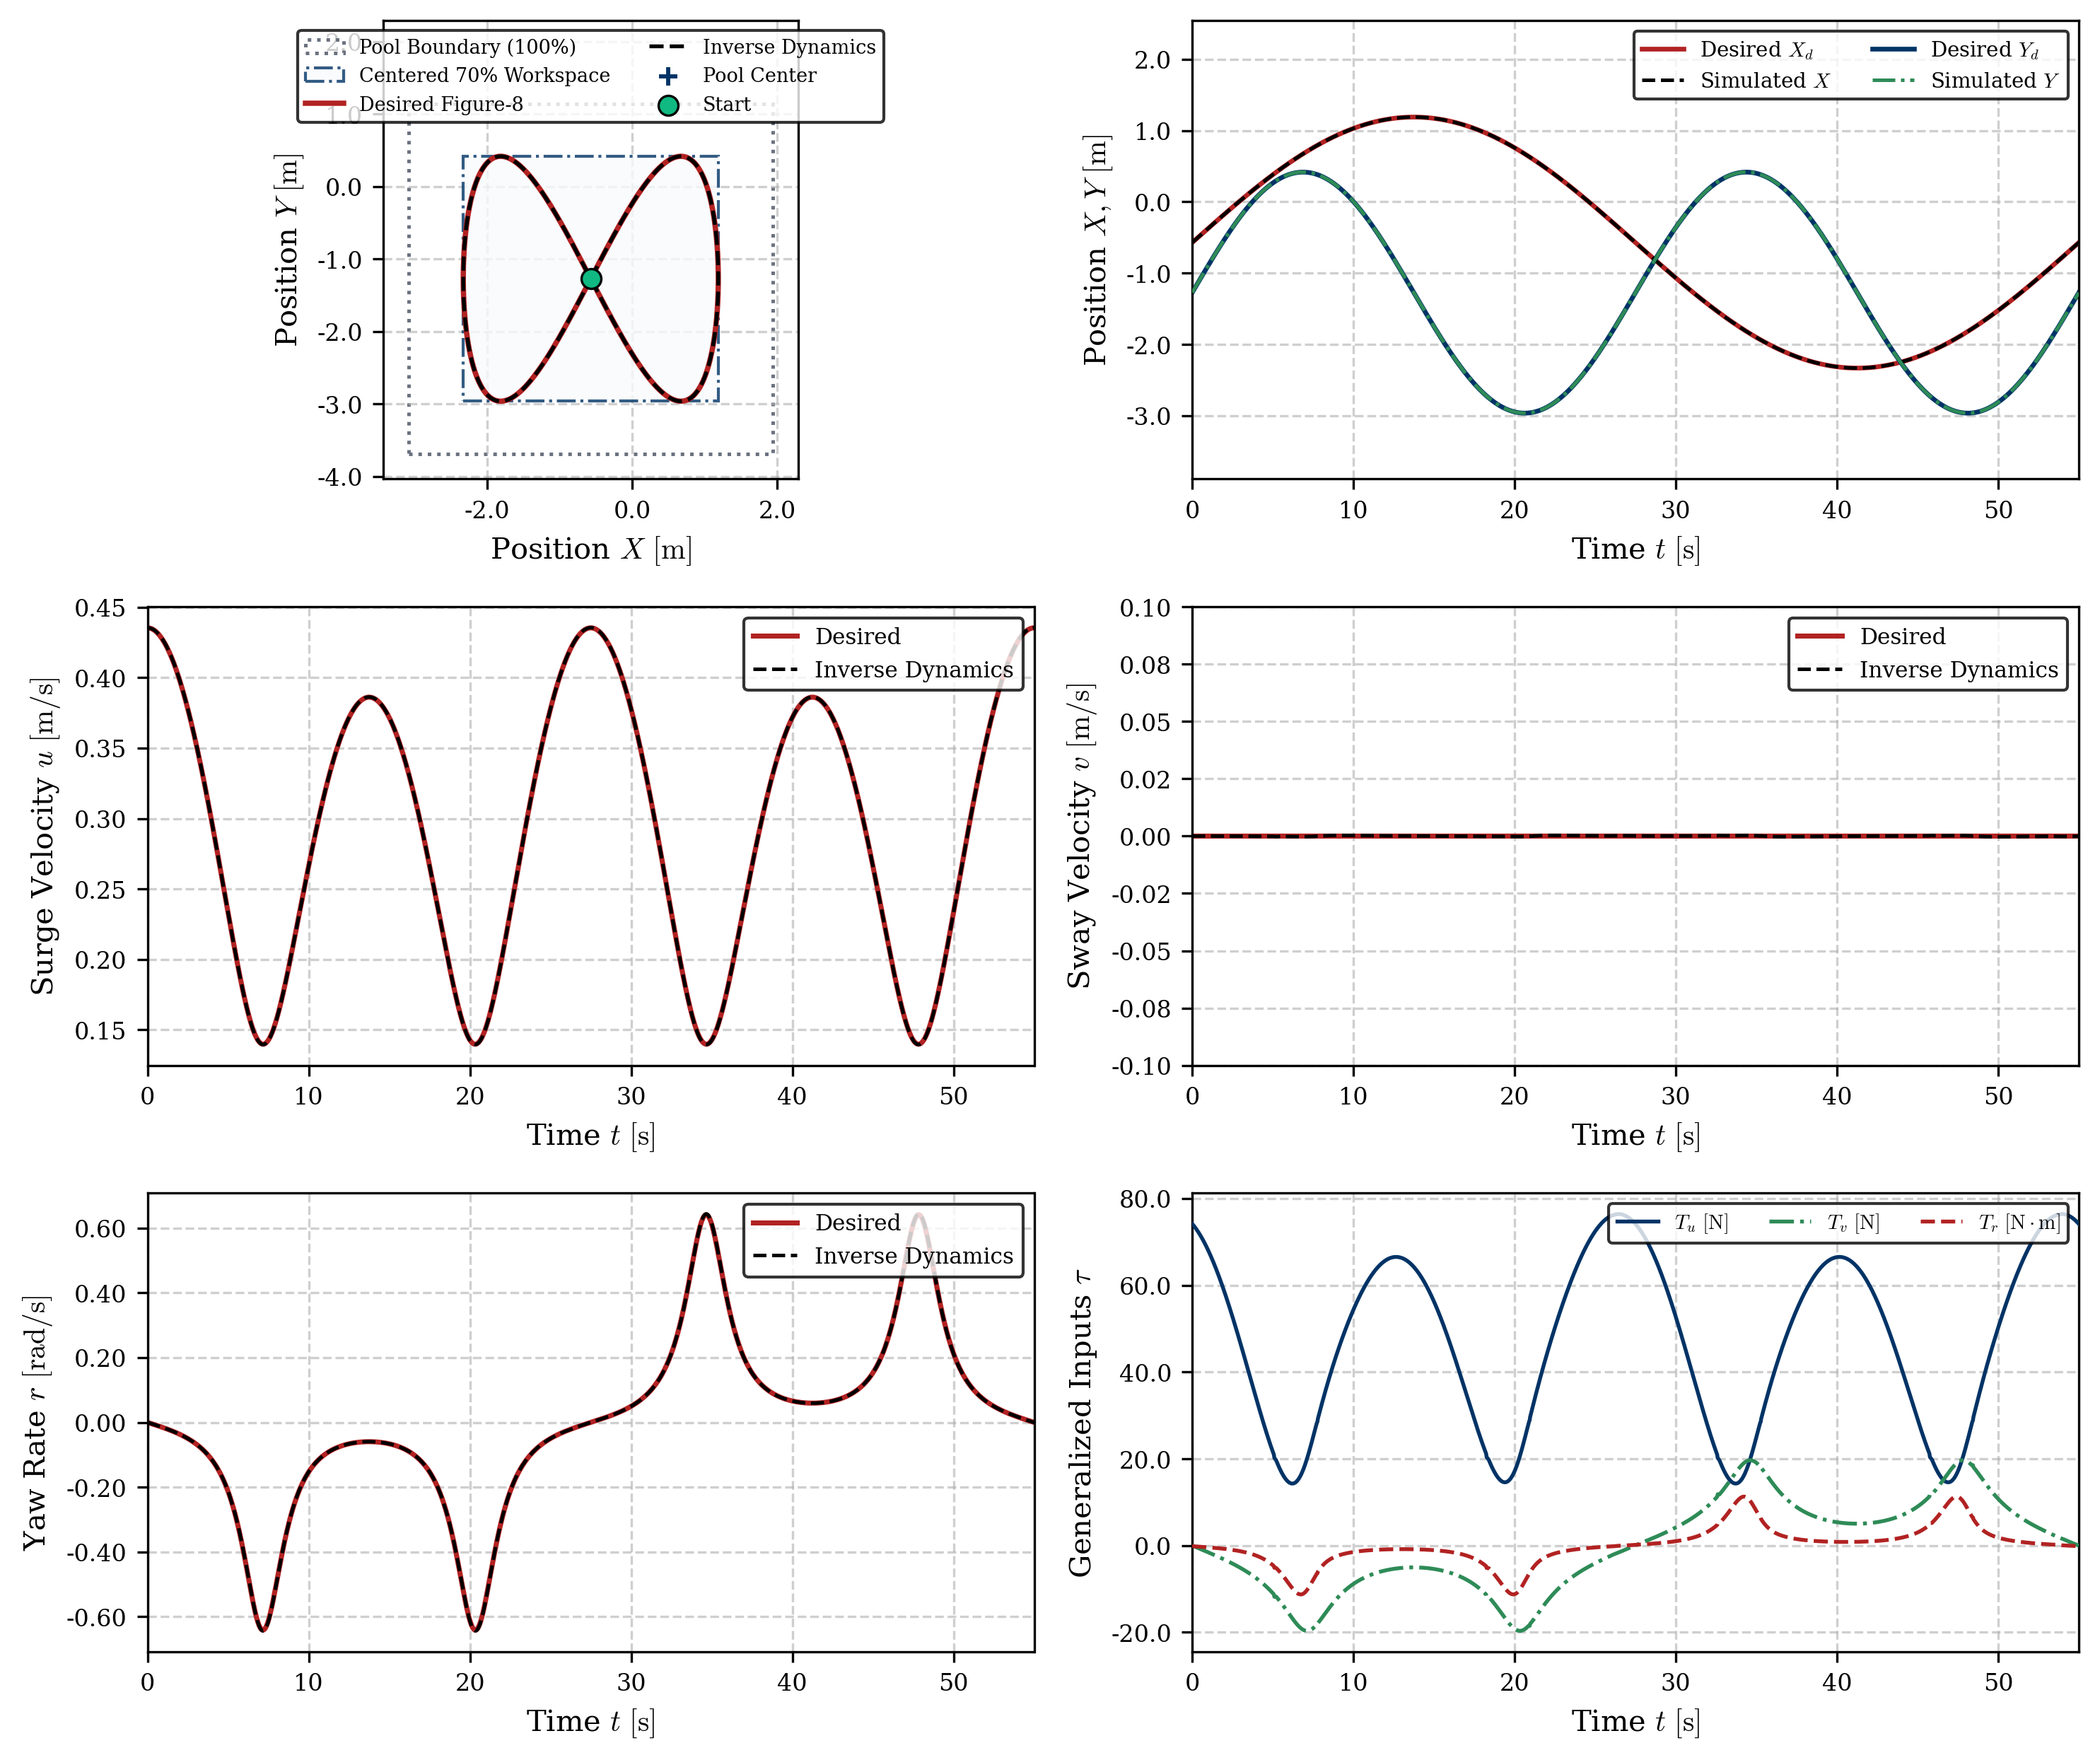 Pool Boundary (100%)
Centered 70% Workspace
Desired Figure-8
Inverse Dynamics
Pool Center
Start
2.0
1.0
0.0
-1.0
-2.0
-3.0
-4.0
Position Y [m]
-2.0 0.0 2.0
Position X [m]
Desired X_d
Simulated X
Desired Y_d
Simulated Y
2.0
1.0
0.0
-1.0
-2.0
-3.0
Position X, Y [m]
0 10 20 30 40 50
Time t [s]
Desired
Inverse Dynamics
0.45
0.40
0.35
0.30
0.25
0.20
0.15
Surge Velocity u [m/s]
0 10 20 30 40 50
Time t [s]
Desired
Inverse Dynamics
0.10
0.08
0.05
0.02
0.00
-0.02
-0.05
-0.08
-0.10
Sway Velocity v [m/s]
0 10 20 30 40 50
Time t [s]
Desired
Inverse Dynamics
0.60
0.40
0.20
0.00
-0.20
-0.40
-0.60
Yaw Rate r [rad/s]
0 10 20 30 40 50
Time t [s]
T_u [N] T_v [N] T_r [N·m]
80.0
60.0
40.0
20.0
0.0
-20.0
Generalized Inputs τ
0 10 20 30 40 50
Time t [s]